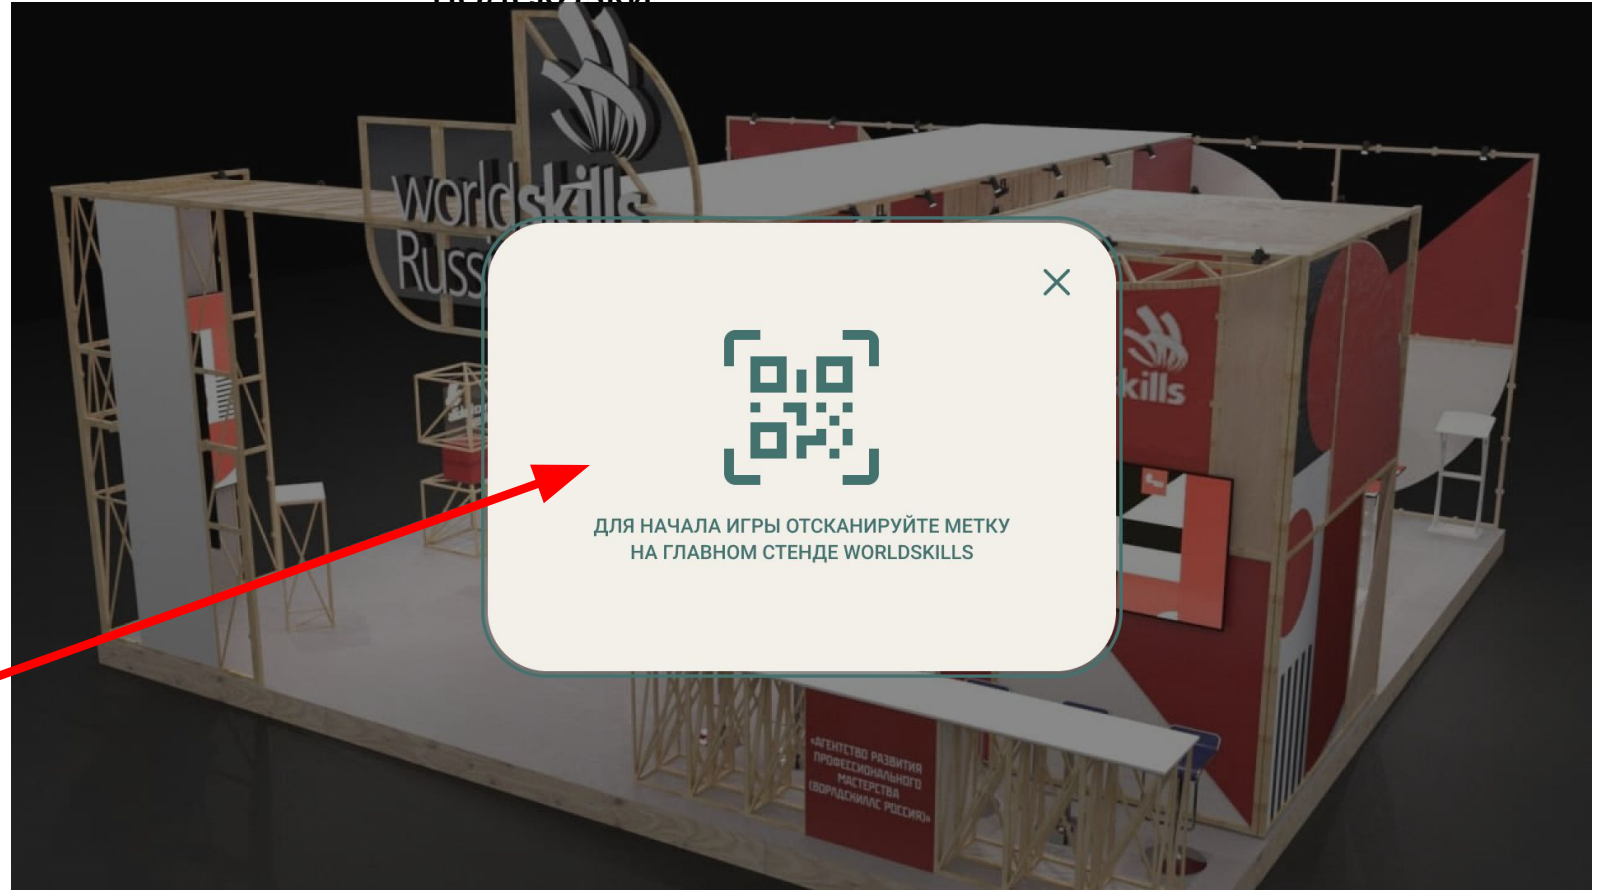 worldskills
Russ
kills
ДЛЯ НАЧАЛА ИГРЫ ОТСКАНИРУЙТЕ МЕТКУ
НА ГЛАВНОМ СТЕНДЕ WORLDSKILLS
«АГЕНТСТВО РАЗВИТИЯ
ПРОФЕССИОНАЛЬНОГО
МАСТЕРСТВА
(ВОРЛДСКИЛЛС РОССИЯ)»